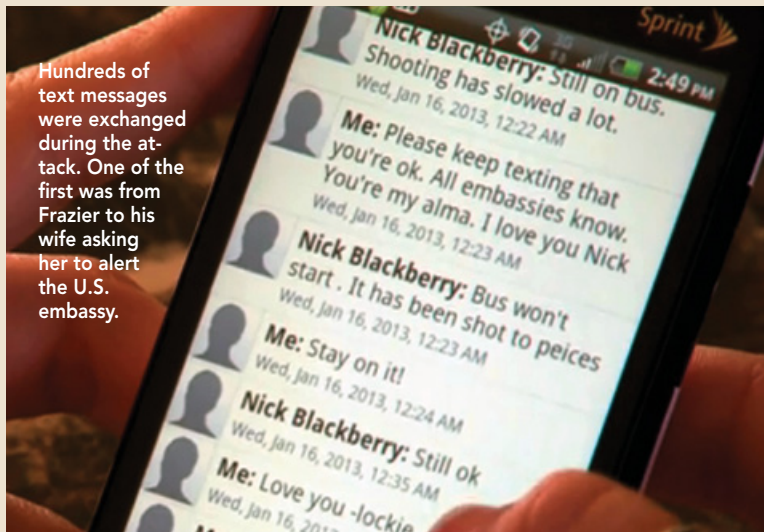 Hundreds of
text messages
were exchanged
during the at-
tack. One of the
first was from
Frazier to his
wife asking
her to alert
the U.S.
embassy.
Sprint
3G
2:49 PM
Nick Blackberry: Still on bus.
Shooting has slowed a lot.
Wed, Jan 16, 2013, 12:22 AM
Me: Please keep texting that
you're ok. All embassies know.
You're my alma. I love you Nick
Wed, Jan 16, 2013, 12:23 AM
Nick Blackberry: Bus won't
start . It has been shot to peices
Wed, Jan 16, 2013, 12:23 AM
Me: Stay on it!
Wed, Jan 16, 2013, 12:24 AM
Nick Blackberry: Still ok
Wed, Jan 16, 2013, 12:35 AM
Me: Love you -lockie
Wed, Jan 16, 2013